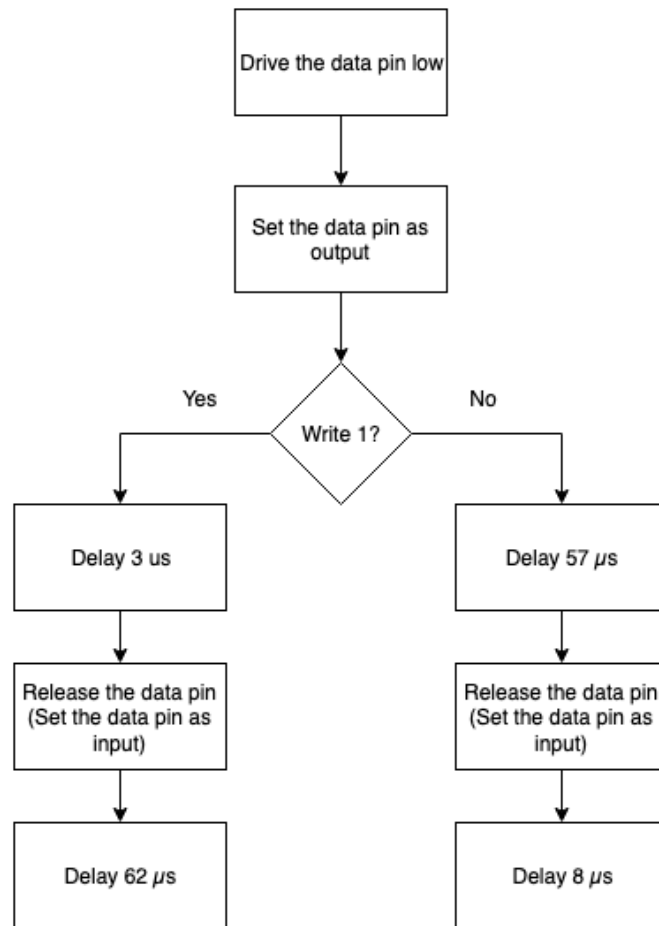 Drive the data pin low
Set the data pin as
output
Yes
No
Write 1?
Delay 3 us
Delay 57 µs
Release the data pin
(Set the data pin as
input)
Release the data pin
(Set the data pin as
input)
Delay 62 µs
Delay 8 µs